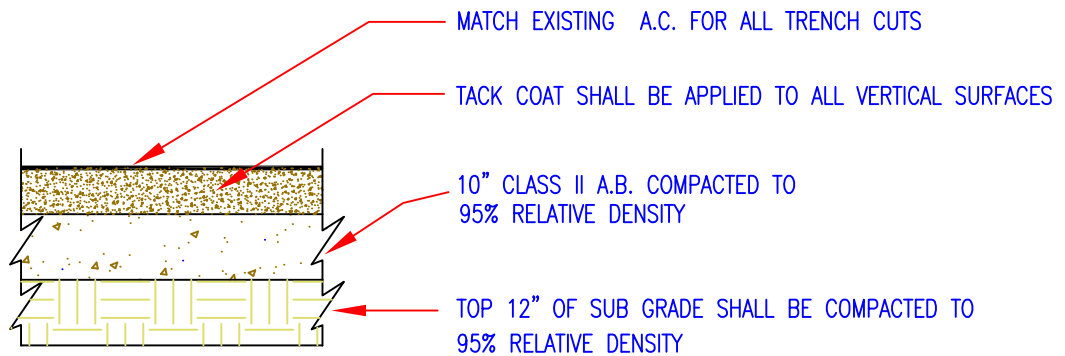 MATCH EXISTING A.C. FOR ALL TRENCH CUTS
TACK COAT SHALL BE APPLIED TO ALL VERTICAL SURFACES
10" CLASS II A.B. COMPACTED TO
95% RELATIVE DENSITY
TOP 12" OF SUB GRADE SHALL BE COMPACTED TO
95% RELATIVE DENSITY